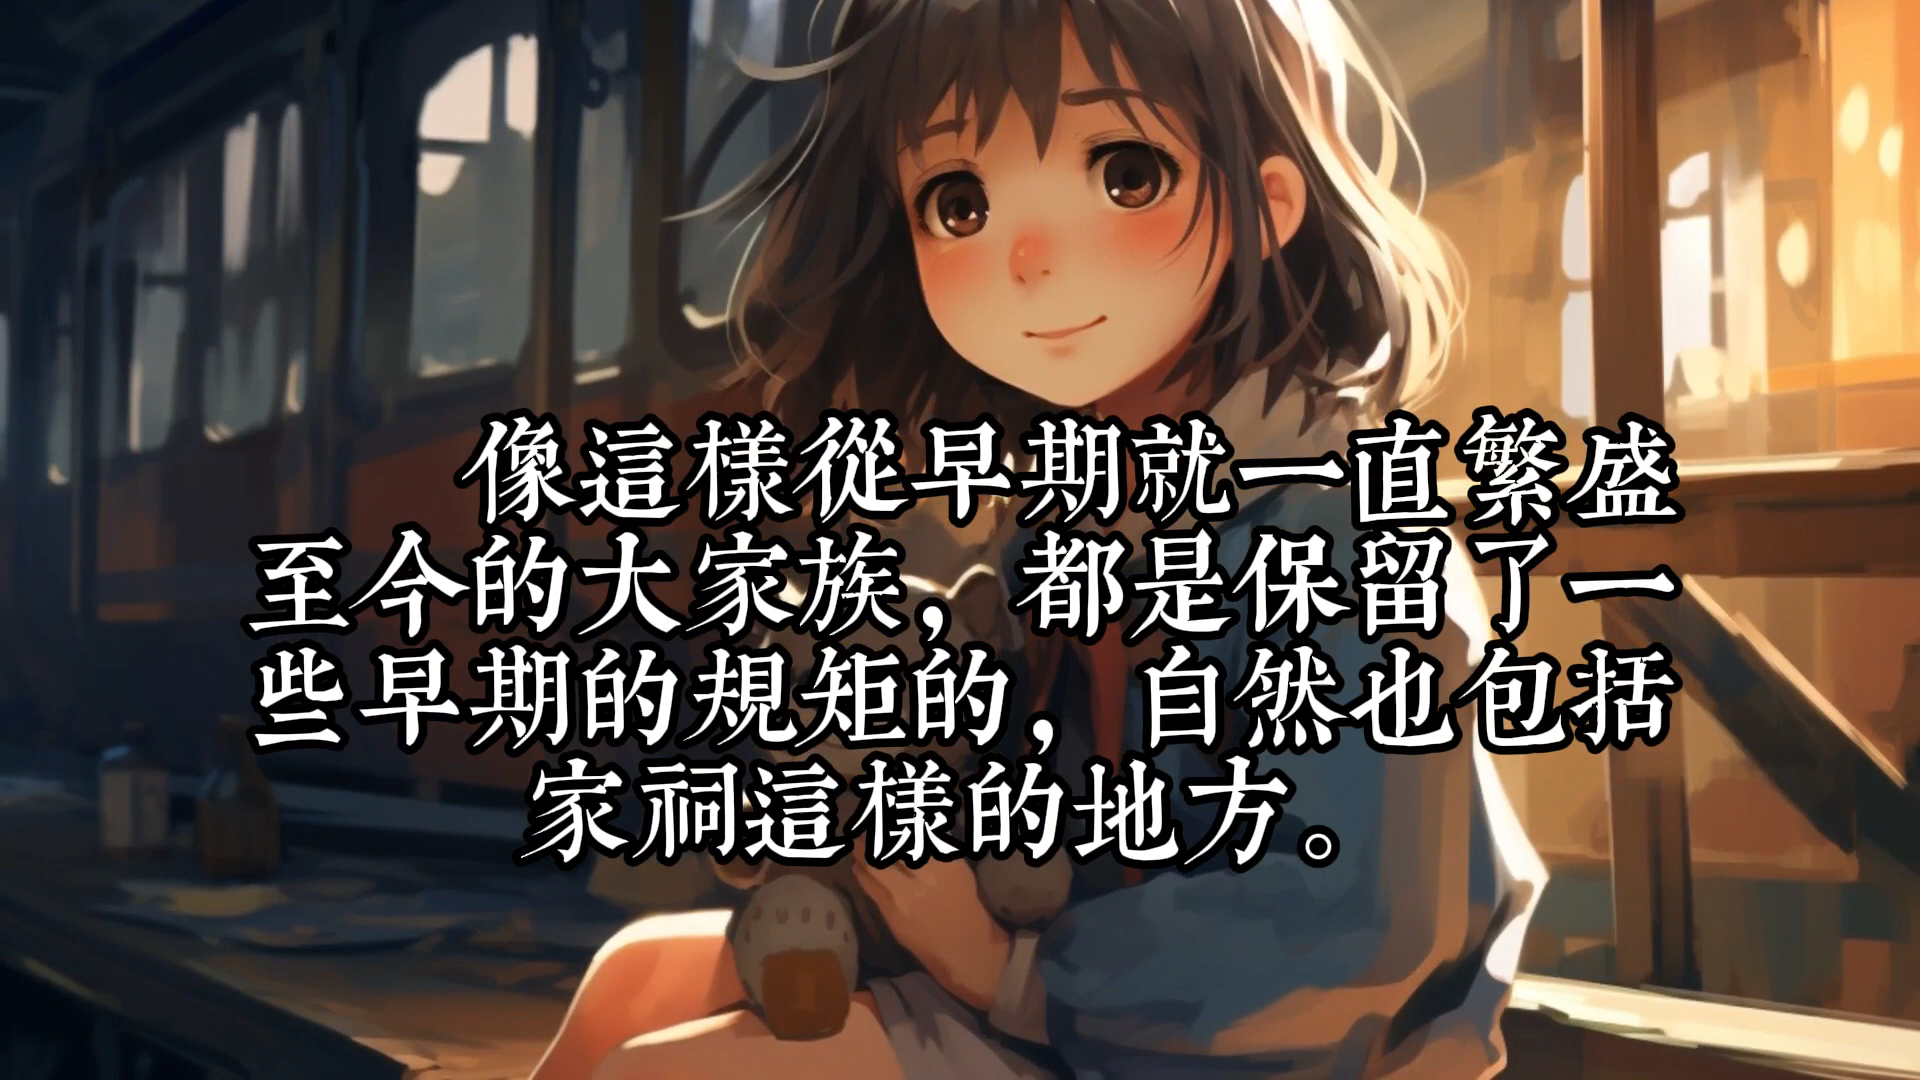 像這樣從早期就一直繁盛
至今的大家族，都是保留了一
些早期的規矩的，自然也包括
家祠這樣的地方。